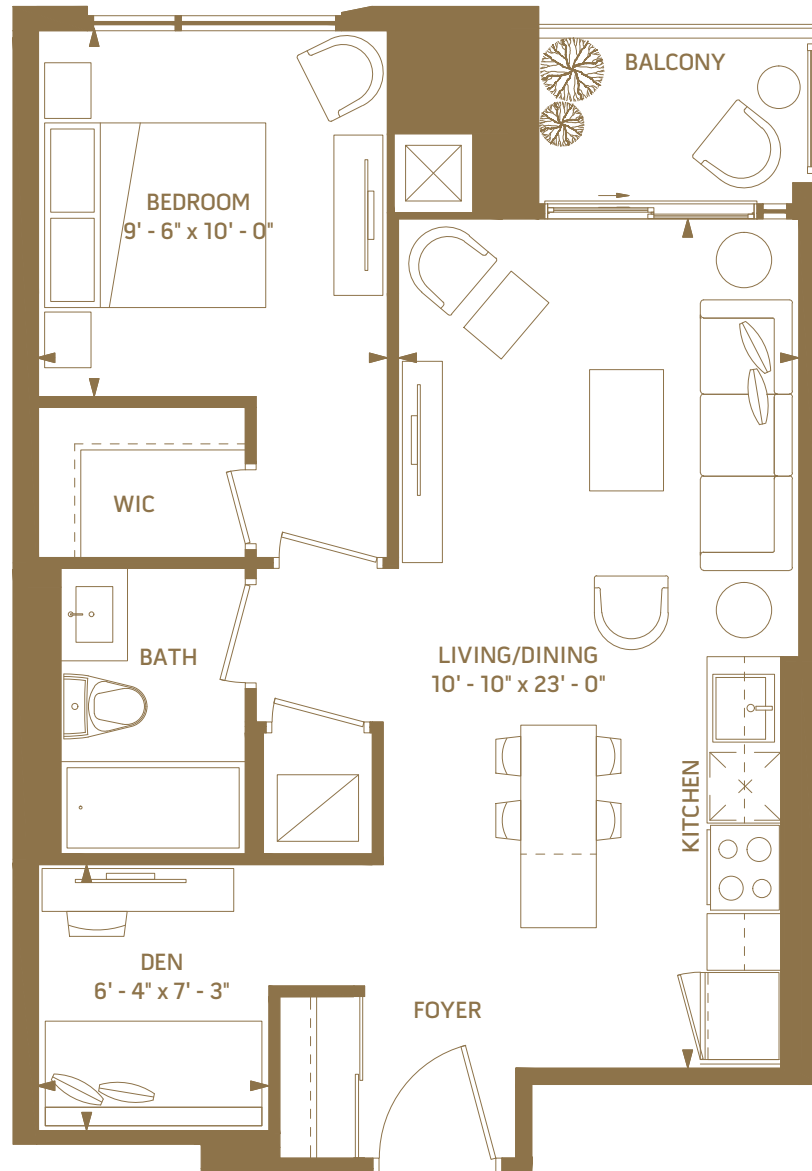 BALCONY
BEDROOM
9' - 6" x 10' - 0"
WIC
BATH
LIVING/DINING
10' - 10" x 23' - 0"
KITCHEN
DEN
6' - 4" x 7' - 3"
FOYER